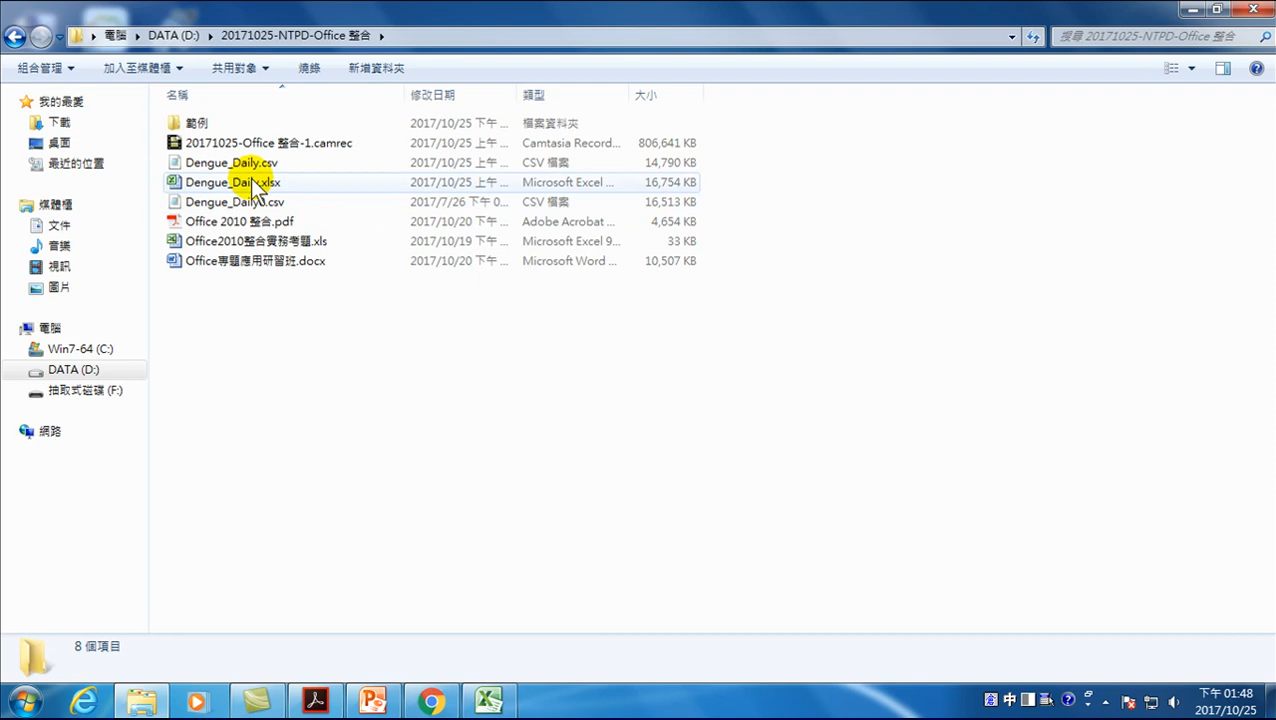 電腦 DATA (D:) 20171025-NTPD-Office 整合 搜尋 20171025-NTPD-Office 整合
組合管理 加入至媒體櫃 共用對象 燒錄 新增資料夾
名稱 修改日期 類型 大小
我的最愛
下載
桌面
最近的位置
媒體櫃
文件
音樂
視訊
圖片
電腦
Win7-64 (C:)
DATA (D:)
抽取式磁碟 (F:)
網路
範例 2017/10/25 下午 ... 檔案資料夾
20171025-Office 整合-1.camrec 2017/10/25 上午 ... Camtasia Record... 806,641 KB
Dengue_Daily.csv 2017/10/25 上午 ... CSV 檔案 14,790 KB
Dengue_Daily.xlsx 2017/10/25 上午 ... Microsoft Excel ... 16,754 KB
2017/7/26 下午 0... CSV 檔案 16,513 KB
Office 2010 整合.pdf 2017/10/20 下午 ... Adobe Acrobat ... 4,654 KB
Office2010整合實務考題.xls 2017/10/19 下午 ... Microsoft Excel 9... 33 KB
Office專題應用研習班.docx 2017/10/20 下午 ... Microsoft Word ... 10,507 KB
8 個項目
中
下午 01:48
2017/10/25